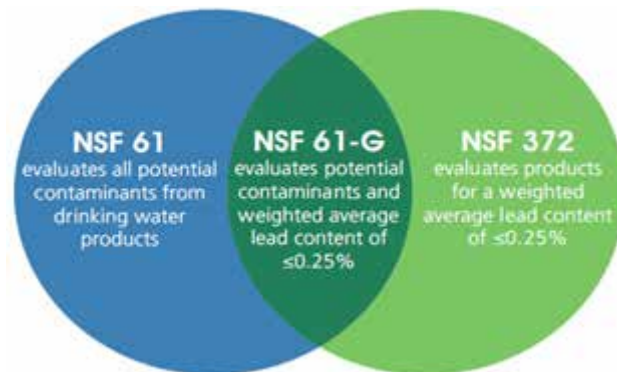 NSF 61
evaluates all potential
contaminants from
drinking water
products
NSF 61-G
evaluates potential
contaminants and
weighted average
lead content of
≤0.25%
NSF 372
evaluates products
for a weighted
average lead content
of ≤0.25%